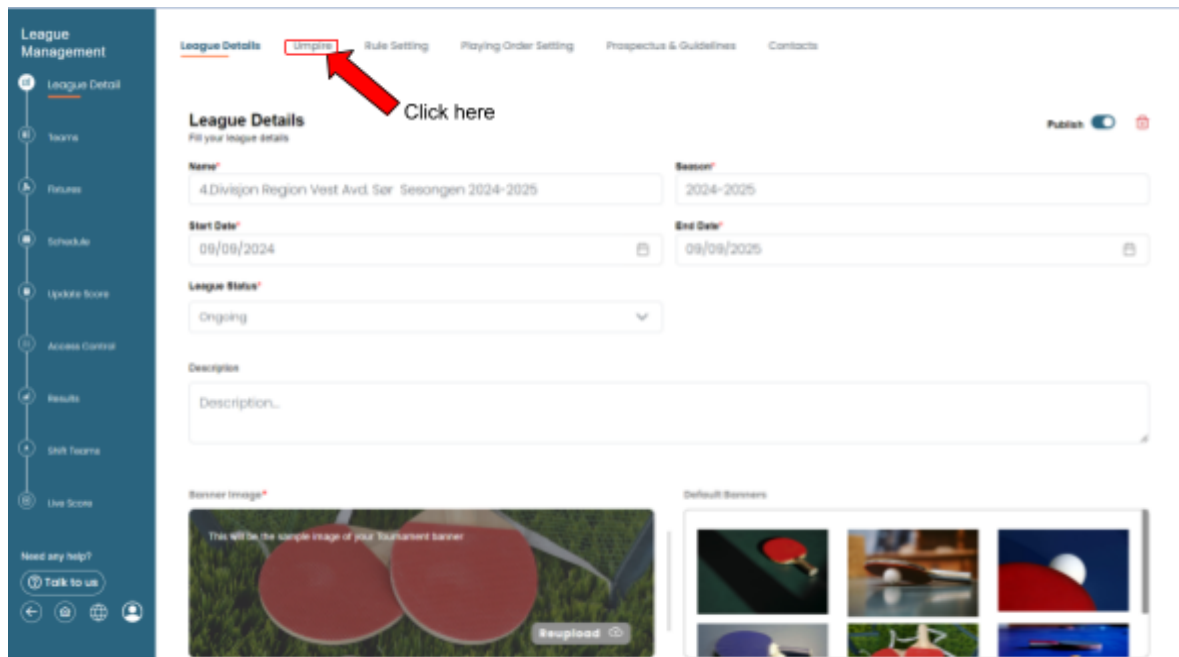 League
Management
League Detail
Teams
Fixtures
Schedule
Update Score
Access Control
Results
Shift Teams
Live Score
Need any help?
Talk to us
League Details Umpire Rule Setting Playing Order Setting Prospectus & Guidelines Contacts
Click here
League Details
Fill your league details
Publish
Name* Season*
4.Divisjon Region Vest Avd. Sør Sesongen 2024-2025 2024-2025
Start Date* End Date*
09/09/2024 09/09/2025
League Status*
Ongoing
Description
Description...
Banner Image* Default Banners
This will be the sample image of your Tournament banner
Reupload